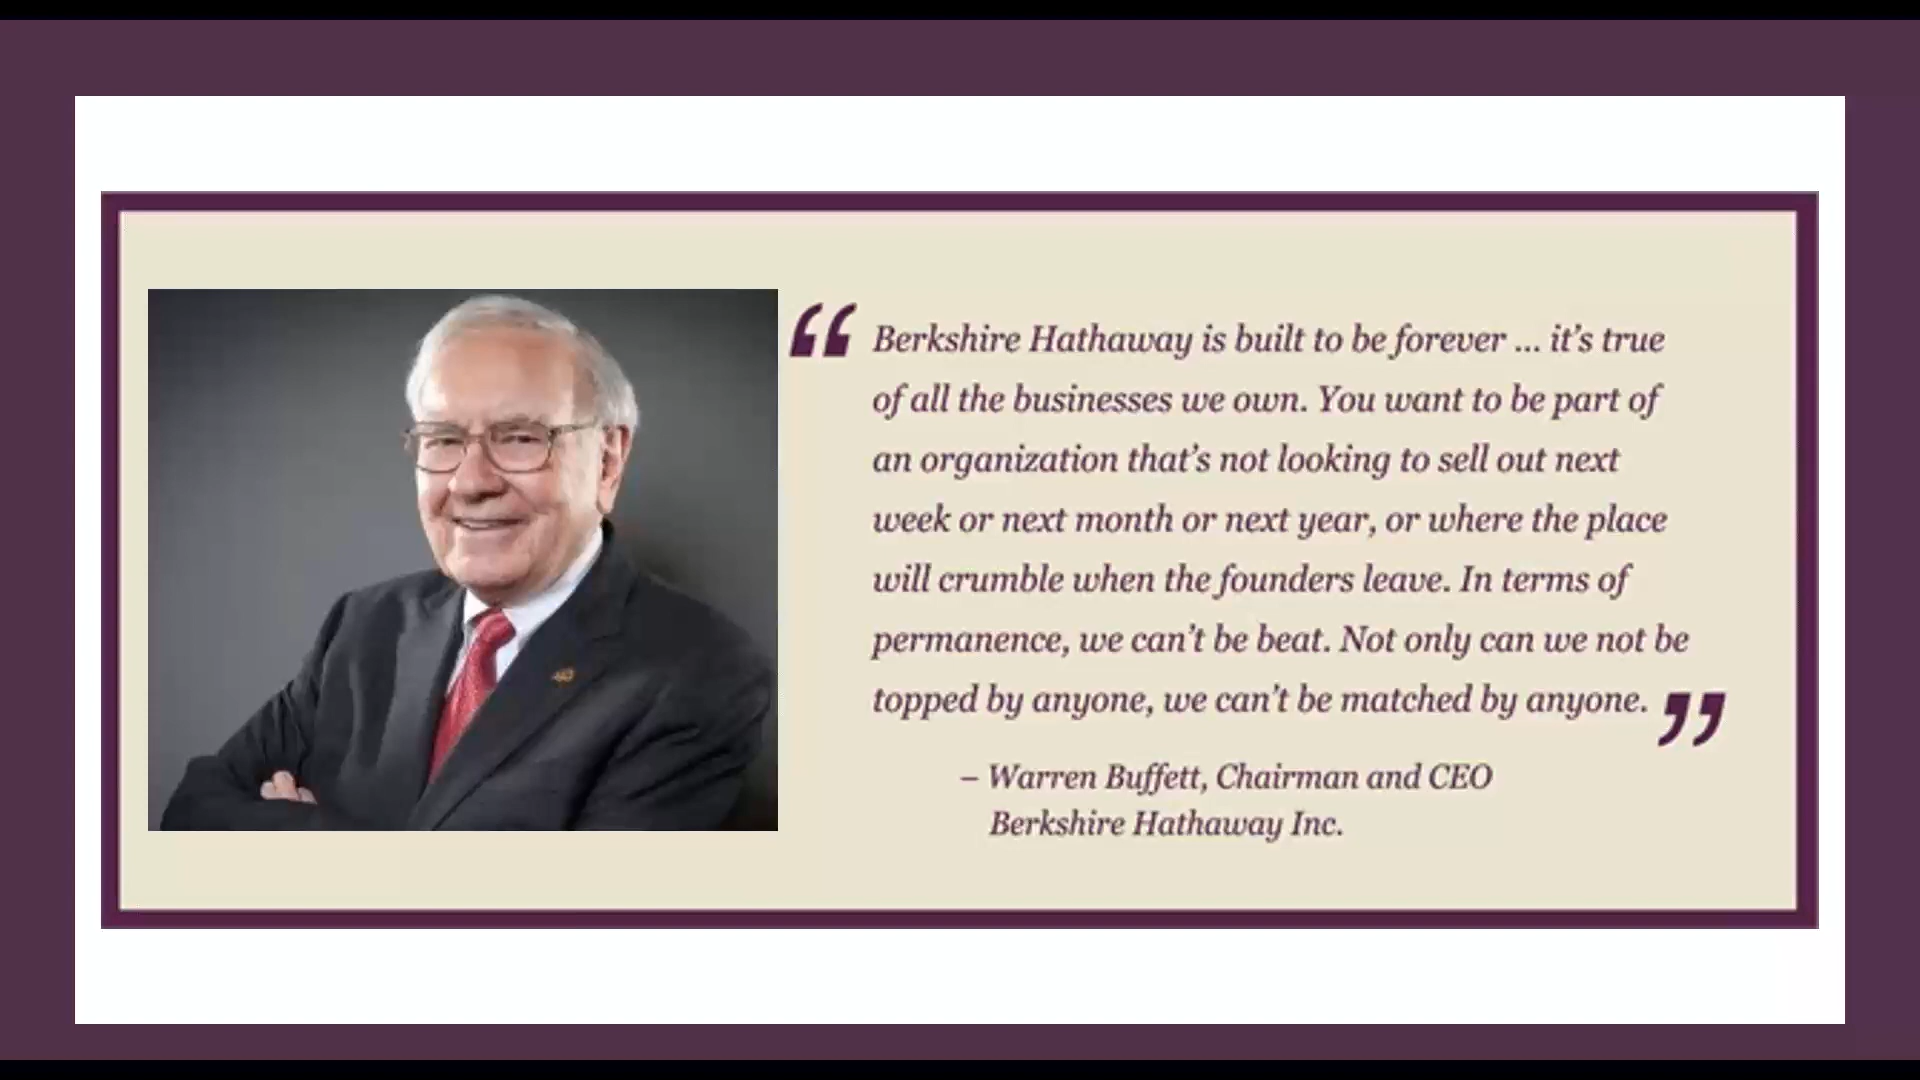 “Berkshire Hathaway is built to be forever ... it’s true
of all the businesses we own. You want to be part of
an organization that’s not looking to sell out next
week or next month or next year, or where the place
will crumble when the founders leave. In terms of
permanence, we can’t be beat. Not only can we not be
topped by anyone, we can’t be matched by anyone.”
– Warren Buffett, Chairman and CEO
Berkshire Hathaway Inc.